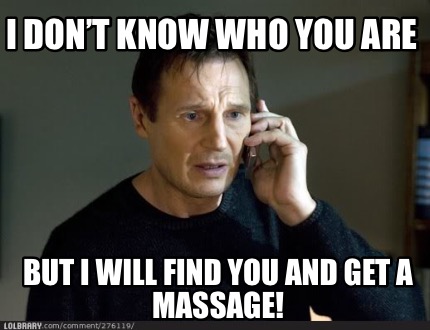 I DON'T KNOW WHO YOU ARE
BUT I WILL FIND YOU AND GET A
MASSAGE!
LOLBRARY.com/comment/276119/